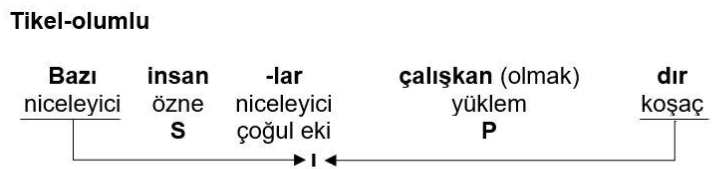 Tikel-olumlu
Bazı insan -lar çalışkan (olmak) dır
niceleyici özne niceleyici yüklem koşaç
S çoğul eki P
I